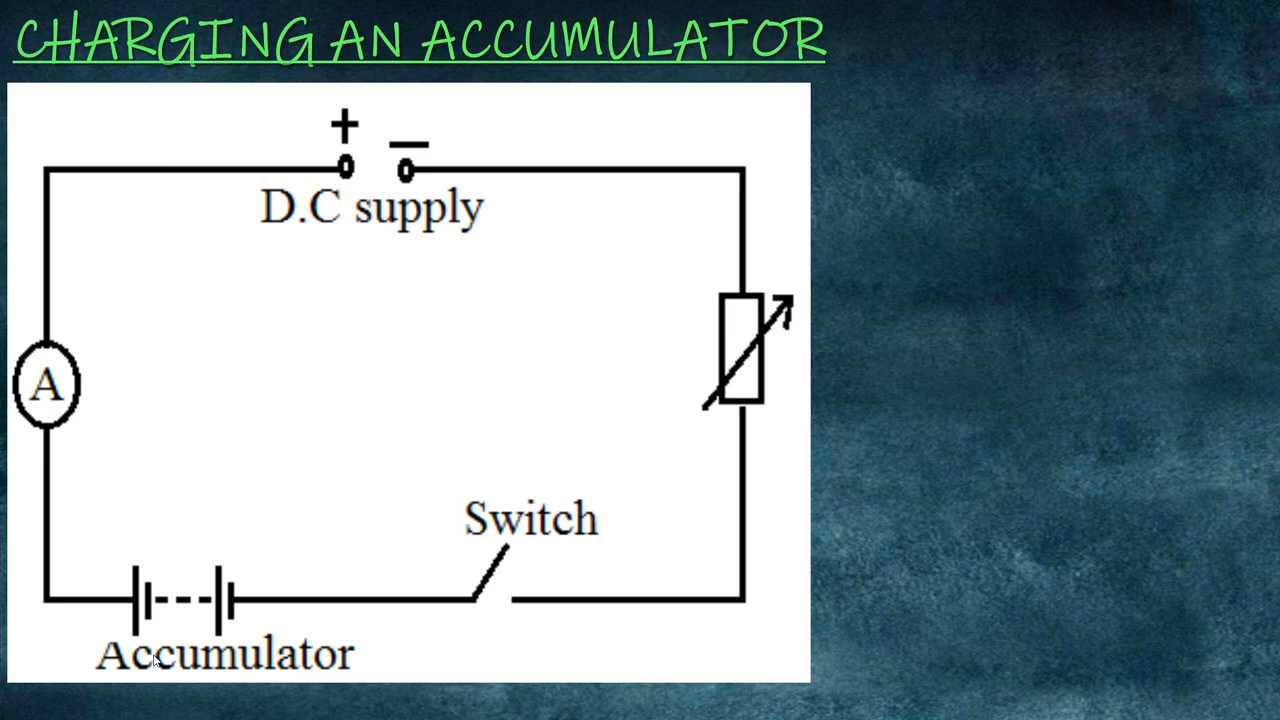 CHARGING AN ACCUMULATOR
+ −
D.C supply
A
Switch
Accumulator